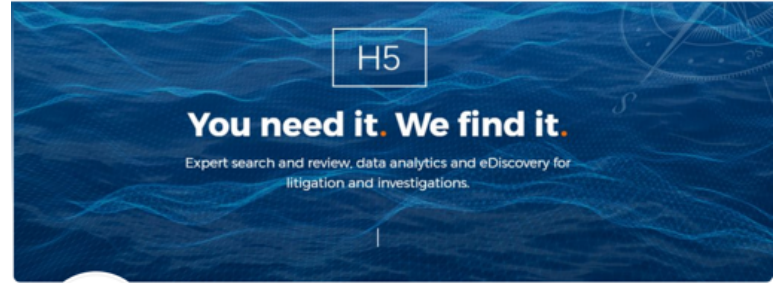 H5
You need it. We find it.
Expert search and review, data analytics and eDiscovery for
litigation and investigations.